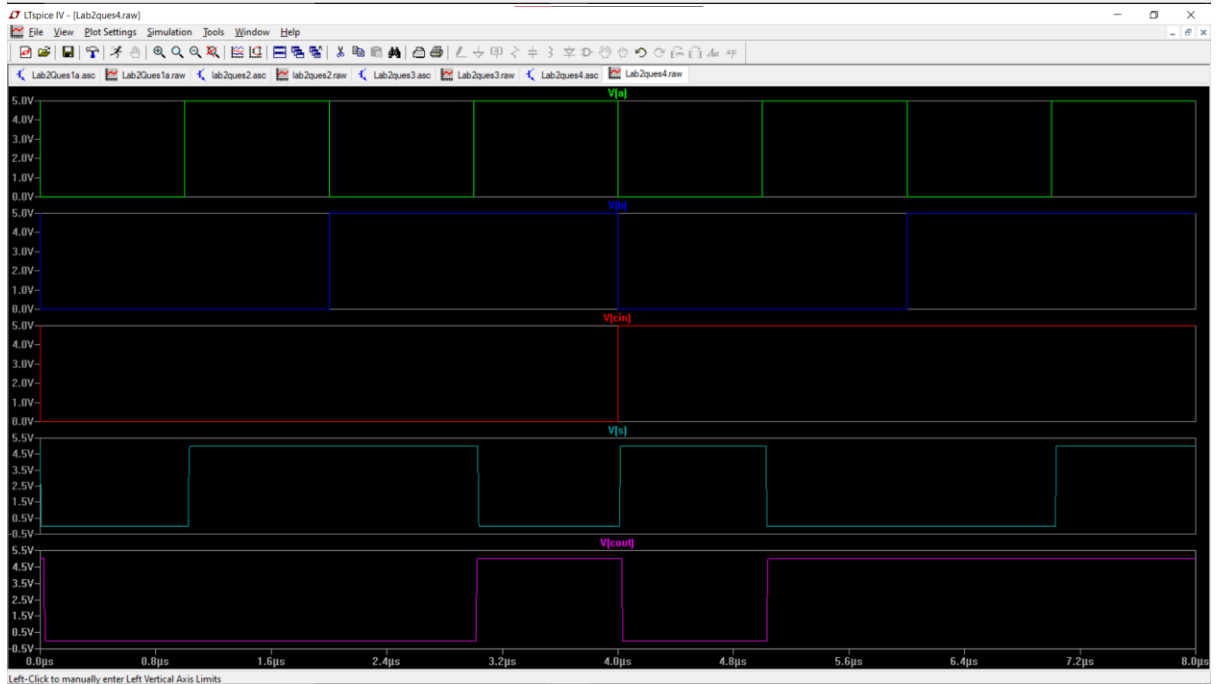 LTspice IV - [Lab2ques4.raw]
File View Plot Settings Simulation Tools Window Help
Lab2Ques1a.asc Lab2Ques1a.raw lab2ques2.asc lab2ques2.raw Lab2ques3.asc Lab2ques3.raw Lab2ques4.asc Lab2ques4.raw
V(a)
5.0V
4.0V
3.0V
2.0V
1.0V
0.0V
V(b)
5.0V
4.0V
3.0V
2.0V
1.0V
0.0V
V(cin)
5.0V
4.0V
3.0V
2.0V
1.0V
0.0V
V(s)
5.5V
4.5V
3.5V
2.5V
1.5V
0.5V
-0.5V
V(cout)
5.5V
4.5V
3.5V
2.5V
1.5V
0.5V
-0.5V
0.0µs 0.8µs 1.6µs 2.4µs 3.2µs 4.0µs 4.8µs 5.6µs 6.4µs 7.2µs 8.0µs
Left-Click to manually enter Left Vertical Axis Limits